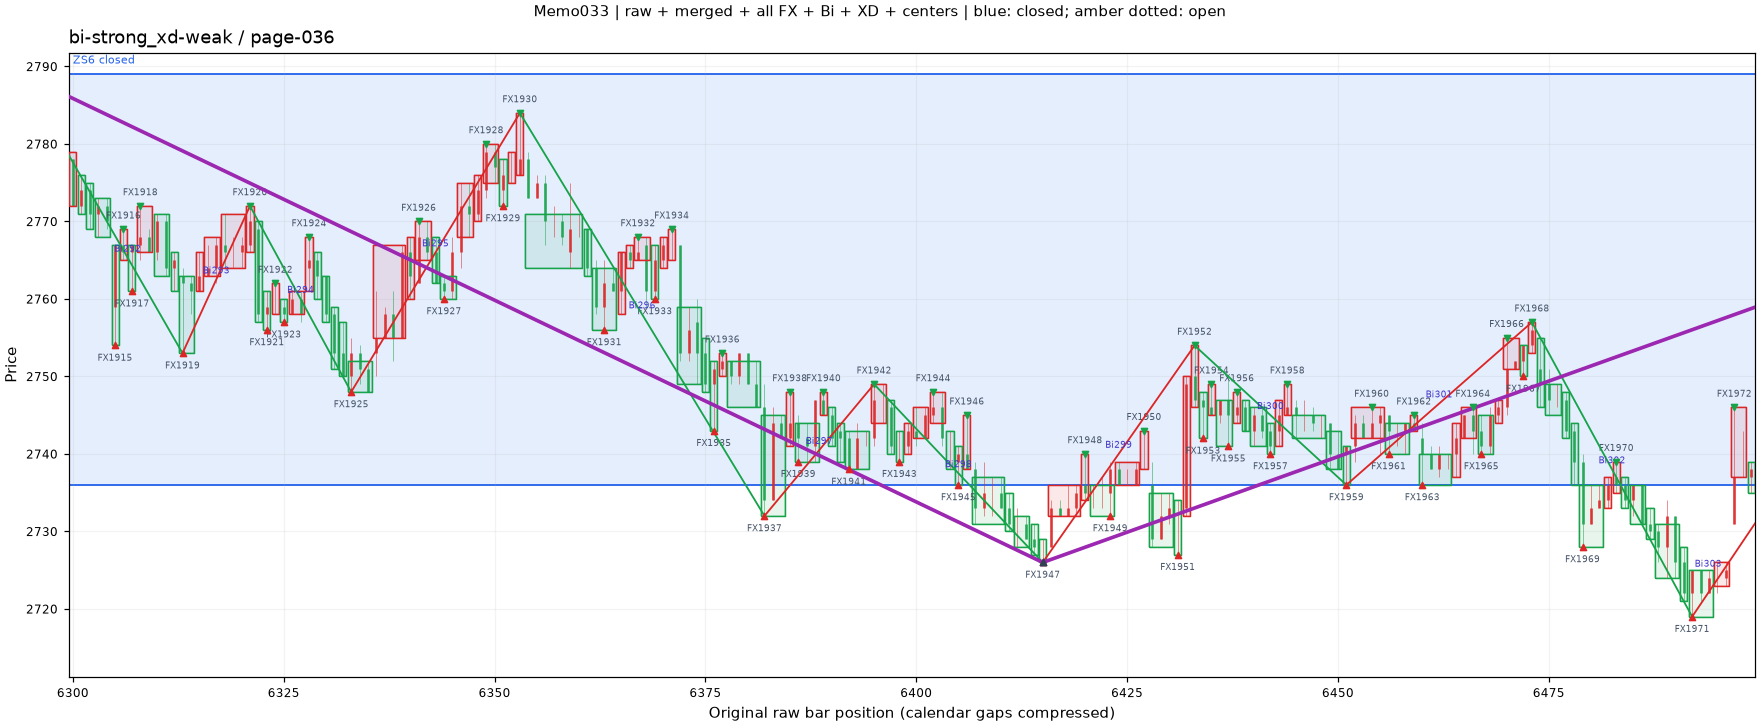 Memo033 | raw + merged + all FX + Bi + XD + centers | blue: closed; amber dotted: open
bi-strong_xd-weak / page-036
ZS6 closed
2790
2780
2770
2760
2750
2740
2730
2720
Price
FX1930
FX1928
FX1918
FX1920
FX1916
FX1926
FX1929
FX1932
FX1934
FX1924
Bi292
Bi295
Bi293
FX1922
Bi294
FX1917
FX1927
Bi296
FX1933
FX1921
FX1923
FX1931
FX1915
FX1919
FX1925
FX1936
FX1935
FX1938
FX1940
FX1942
FX1944
FX1946
Bi297
FX1939
FX1941
FX1943
Bi298
FX1945
FX1937
FX1947
FX1948
FX1950
Bi299
FX1949
FX1951
FX1952
FX1954
FX1956
FX1958
Bi300
FX1953
FX1955
FX1957
FX1959
FX1960
FX1962
Bi301
FX1964
FX1961
FX1963
FX1965
FX1966
FX1968
FX1970
Bi302
FX1969
Bi303
FX1971
FX1972
6300
6325
6350
6375
6400
6425
6450
6475
Original raw bar position (calendar gaps compressed)